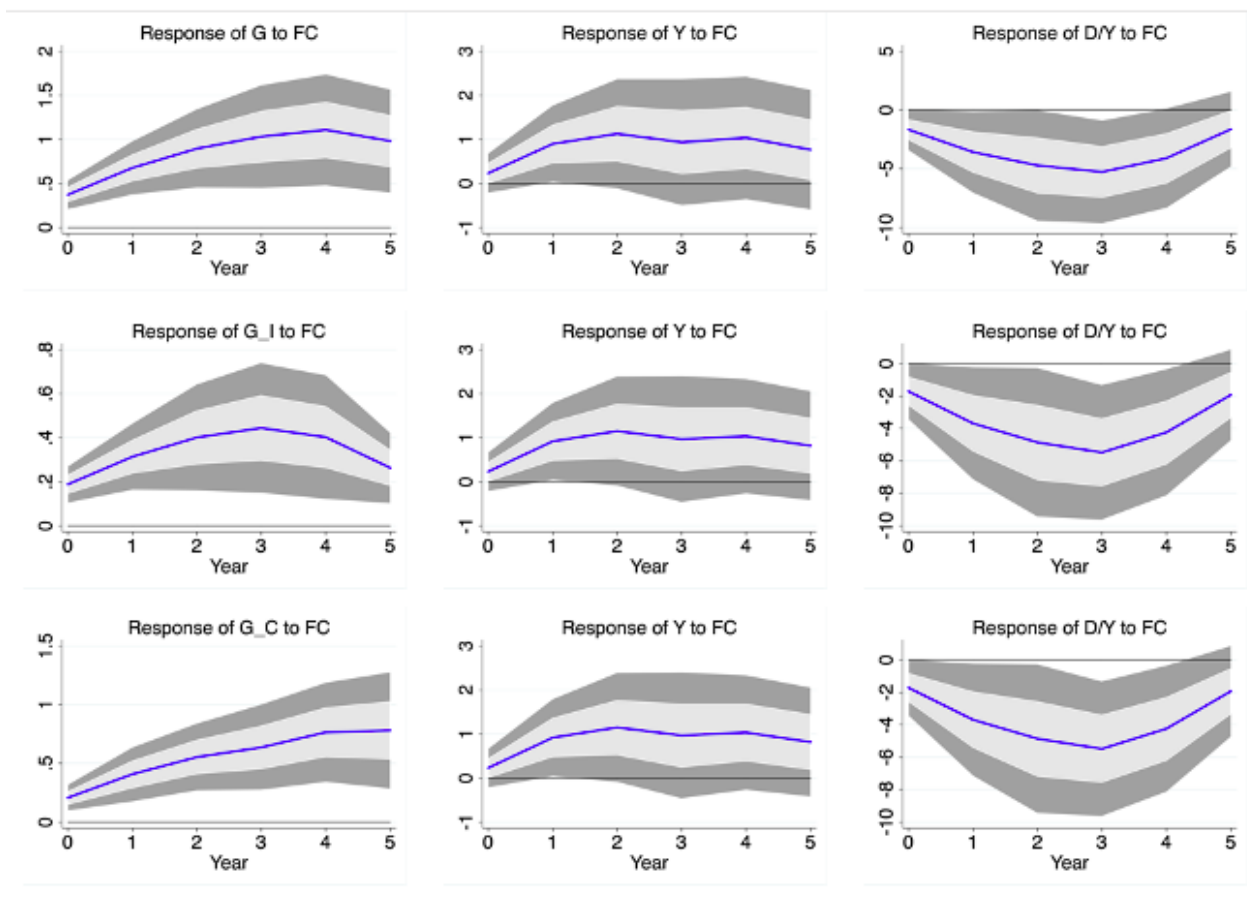 Response of G to FC
2
1.5
1
.5
0
0 1 2 3 4 5
Year
Response of Y to FC
3
2
1
0
-1
0 1 2 3 4 5
Year
Response of D/Y to FC
5
0
-5
-10
0 1 2 3 4 5
Year
Response of G_I to FC
.8
.6
.4
.2
0
0 1 2 3 4 5
Year
Response of Y to FC
3
2
1
0
-1
0 1 2 3 4 5
Year
Response of D/Y to FC
0
-2
-4
-6
-8
-10
0 1 2 3 4 5
Year
Response of G_C to FC
1.5
1
.5
0
0 1 2 3 4 5
Year
Response of Y to FC
3
2
1
0
-1
0 1 2 3 4 5
Year
Response of D/Y to FC
0
-2
-4
-6
-8
-10
0 1 2 3 4 5
Year